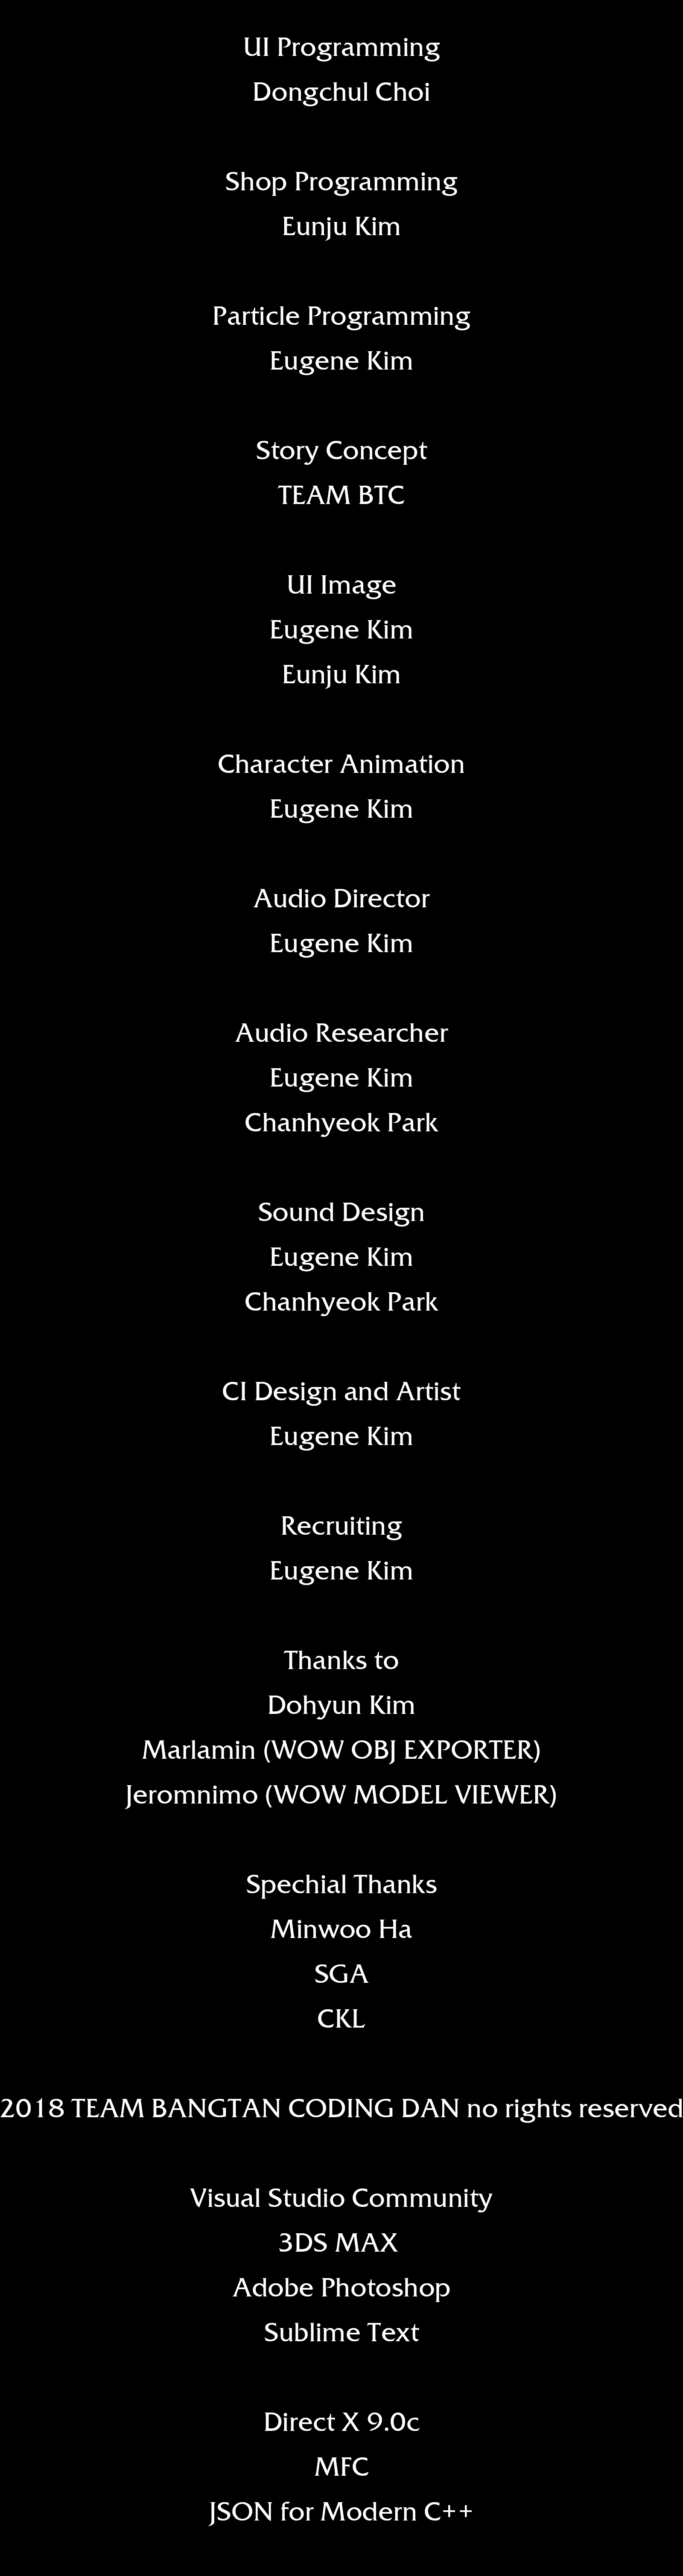 UI Programming
Dongchul Choi
Shop Programming
Eunju Kim
Particle Programming
Eugene Kim
Story Concept
TEAM BTC
UI Image
Eugene Kim
Eunju Kim
Character Animation
Eugene Kim
Audio Director
Eugene Kim
Audio Researcher
Eugene Kim
Chanhyeok Park
Sound Design
Eugene Kim
Chanhyeok Park
CI Design and Artist
Eugene Kim
Recruiting
Eugene Kim
Thanks to
Dohyun Kim
Marlamin (WOW OBJ EXPORTER)
Jeromnimo (WOW MODEL VIEWER)
Spechial Thanks
Minwoo Ha
SGA
CKL
2018 TEAM BANGTAN CODING DAN no rights reserved
Visual Studio Community
3DS MAX
Adobe Photoshop
Sublime Text
Direct X 9.0c
MFC
JSON for Modern C++